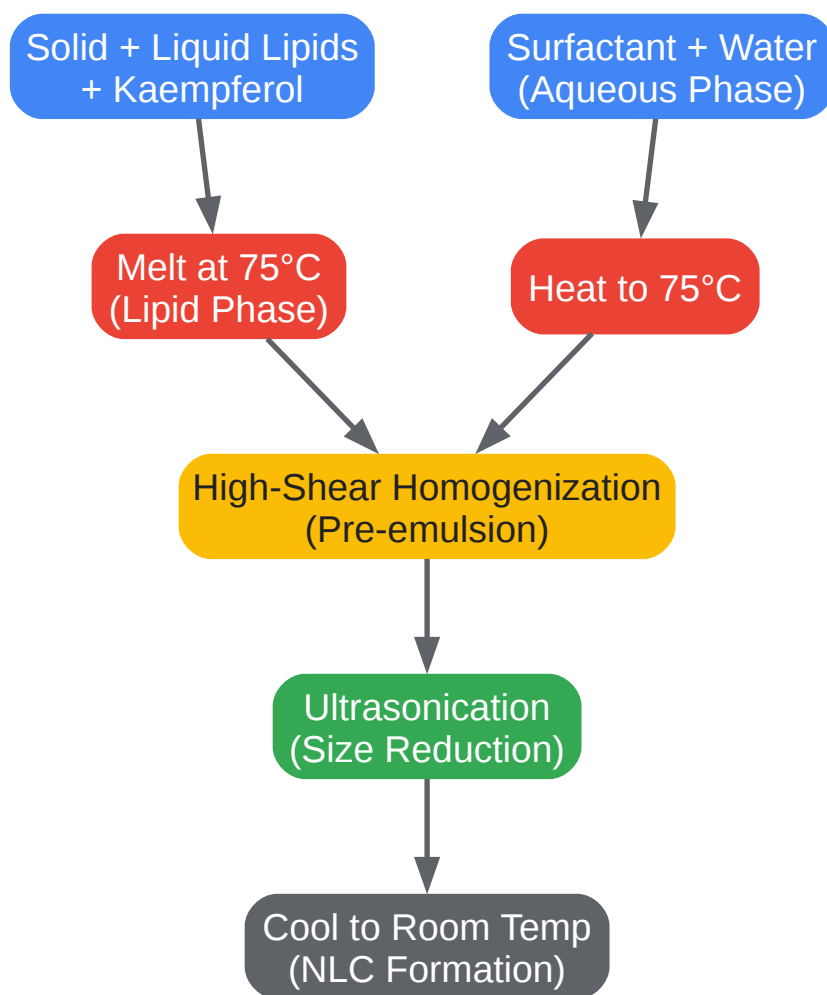 Solid + Liquid Lipids
+ Kaempferol
Surfactant + Water
(Aqueous Phase)
Melt at 75°C
(Lipid Phase)
Heat to 75°C
High-Shear Homogenization
(Pre-emulsion)
Ultrasonication
(Size Reduction)
Cool to Room Temp
(NLC Formation)